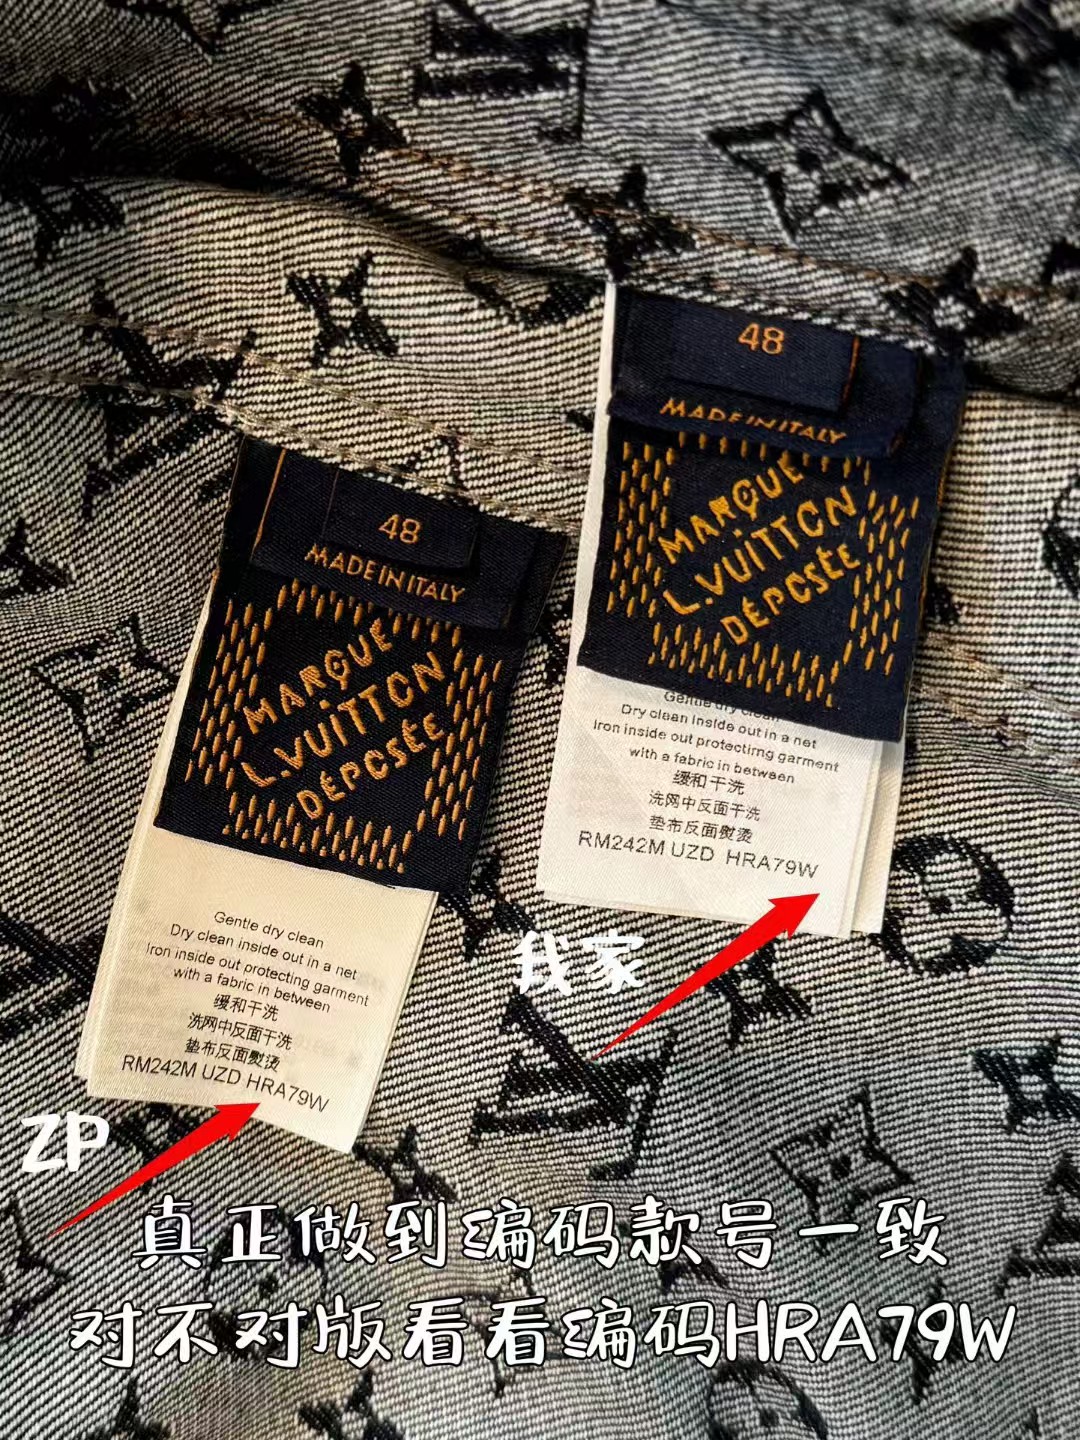 48
MADE IN ITALY
MARQUE
L.VUITTON
DÉPOSÉE
Gentle dry clean
Dry clean inside out in a net
Iron inside out protectirng garment
with a fabric in between
缓和干洗
洗网中反面干洗
垫布反面熨烫
RM242M UZD HRA79W
我家
48
MADE IN ITALY
MARQUE
L.VUITTON
DÉPOSÉE
Gentle dry clean
Dry clean inside out in a net
Iron inside out protecting garment
with a fabric in between
缓和干洗
洗网中反面干洗
垫布反面熨烫
RM242M UZD HRA79W
ZP
真正做到编码款号一致
对不对版看看编码HRA79W